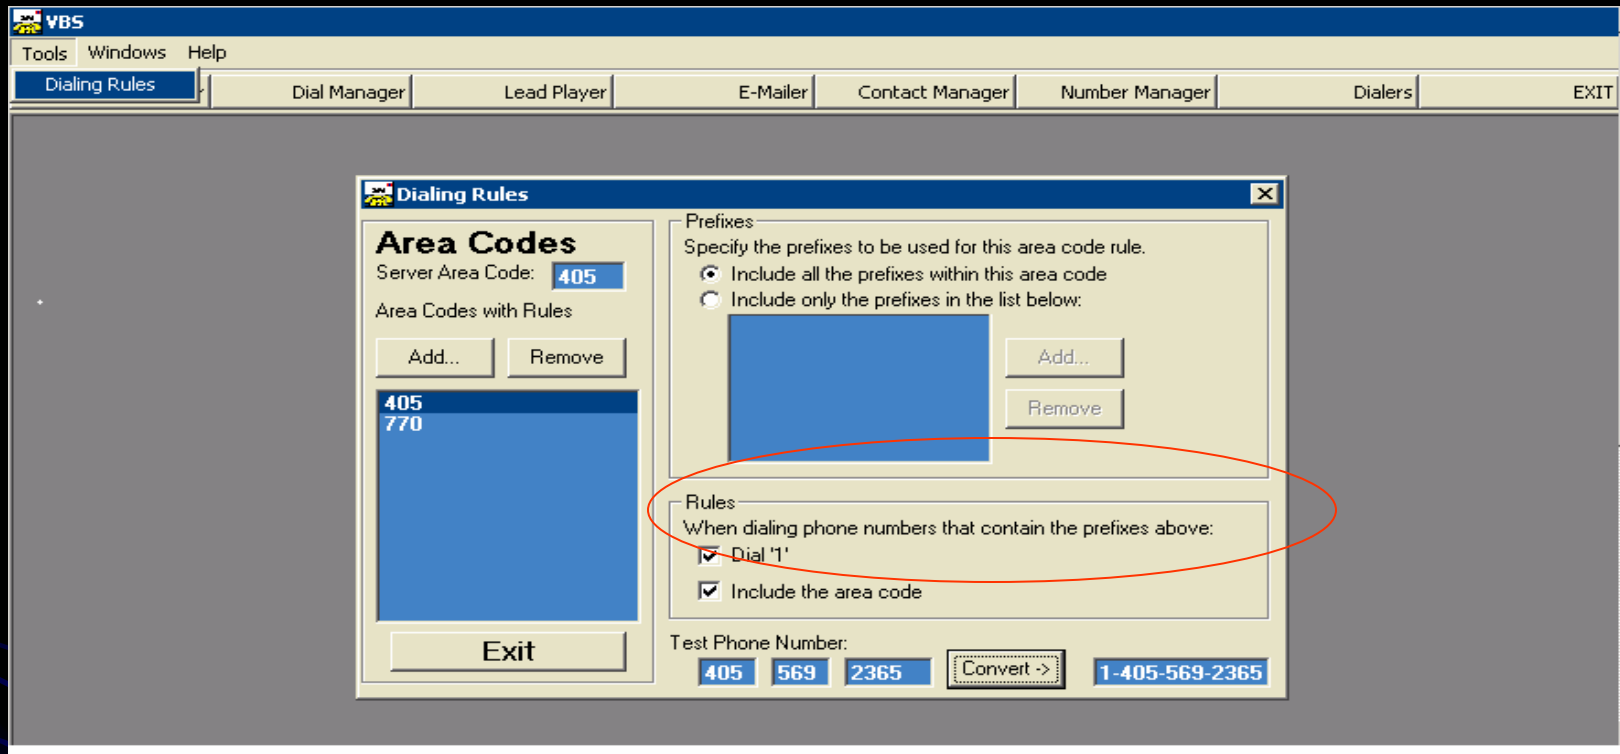 VBS
Tools Windows Help
Dialing Rules
Dial Manager Lead Player E-Mailer Contact Manager Number Manager Dialers EXIT
Dialing Rules
Area Codes
Server Area Code: 405
Area Codes with Rules
Add... Remove
405
770
Exit
Prefixes
Specify the prefixes to be used for this area code rule.
Include all the prefixes within this area code
Include only the prefixes in the list below:
Add...
Remove
Rules
When dialing phone numbers that contain the prefixes above:
Dial '1'
Include the area code
Test Phone Number:
405 569 2365 Convert -> 1-405-569-2365